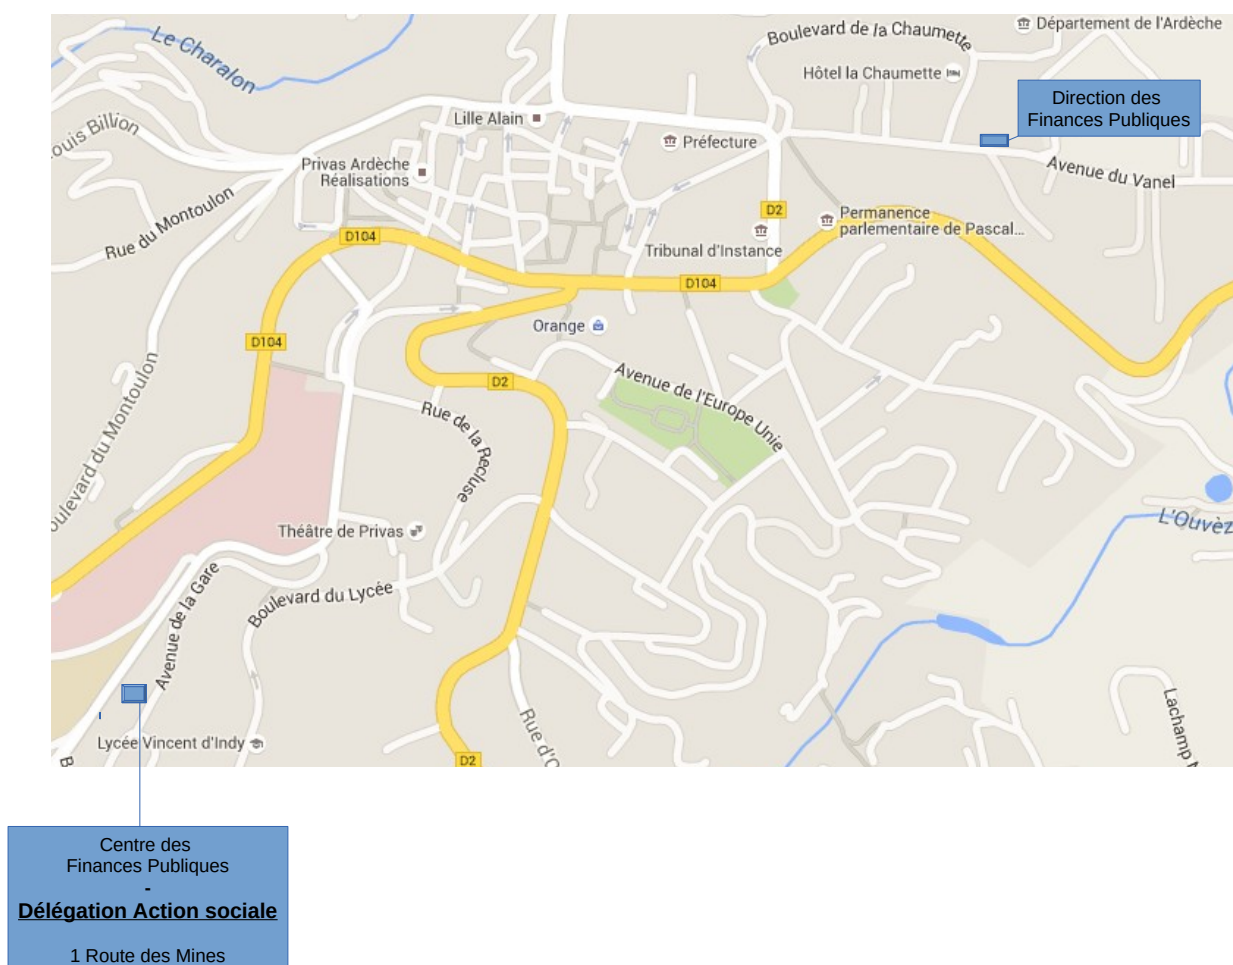 Le Charalon
Boulevard de la Chaumette
Département de l'Ardèche
Hôtel la Chaumette
Direction des
Finances Publiques
Lille Alain
Louis Billion
Préfecture
Privas Ardèche
Réalisations
Avenue du Vanel
Rue du Montoulon
D2
Permanence
parlementaire de Pascal...
D104
Tribunal d'Instance
D104
Orange
D104
Avenue de l'Europe Unie
D2
Rue de la Recluse
Boulevard du Montoulon
L'Ouvèz
Théâtre de Privas
Avenue de la Gare
Boulevard du Lycée
Lachamp
Rue d'O
Lycée Vincent d'Indy
B
D2
Centre des
Finances Publiques
-
Délégation Action sociale
1 Route des Mines